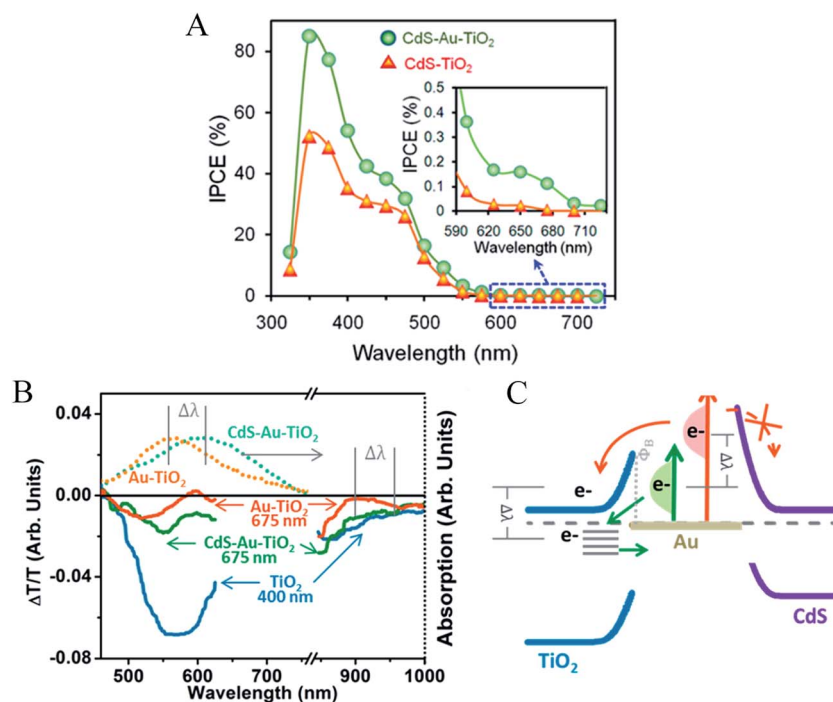 A
CdS-Au-TiO2
CdS-TiO2
IPCE (%)
80
60
40
20
0
300
400
500
600
700
Wavelength (nm)
IPCE (%)
0.5
0.4
0.3
0.2
0.1
0
590
620
650
680
710
Wavelength (nm)
B
ΔT/T (Arb. Units)
0.04
0.00
-0.04
-0.08
Δλ
CdS-Au-TiO2
Au-TiO2
Δλ
Au-TiO2
675 nm
CdS-Au-TiO2
675 nm
TiO2
400 nm
500
600
700
900
1000
Wavelength (nm)
Absorption (Arb. Units)
C
e-
e-
ΦB
Δλ
e-
Δλ
e-
Au
CdS
TiO2